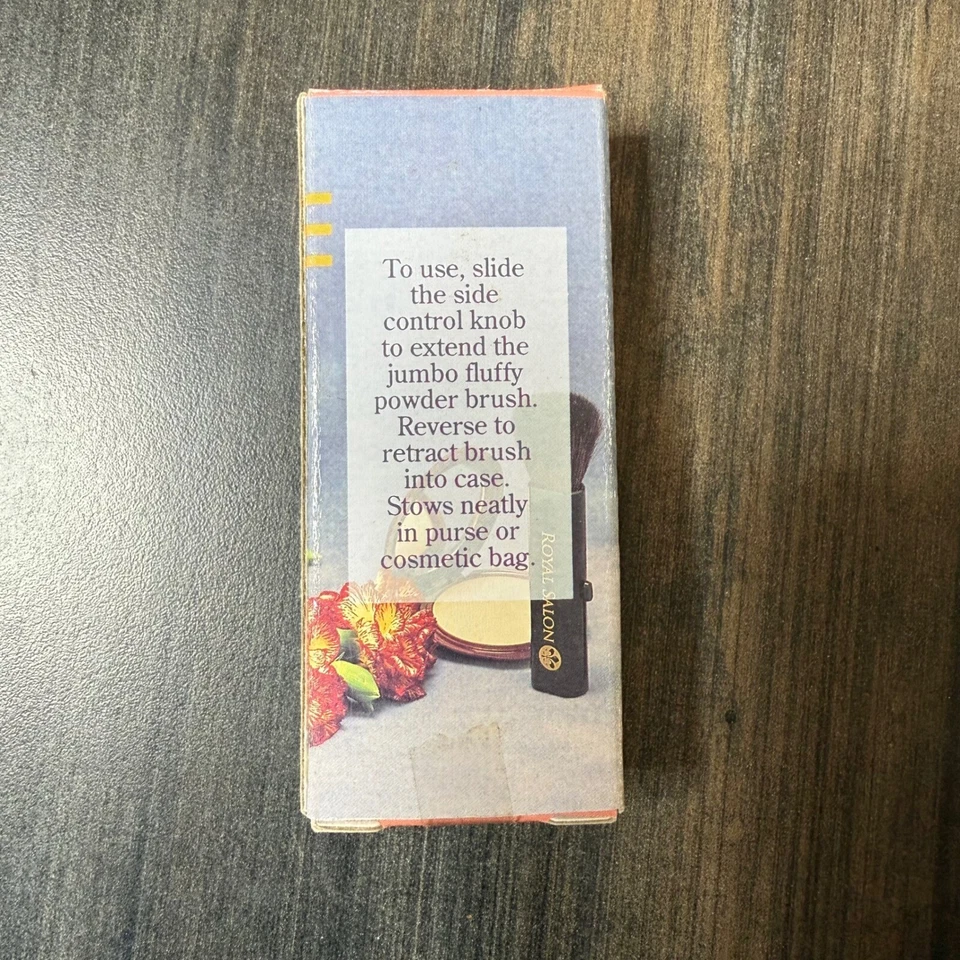 To use, slide
the side
control knob
to extend the
jumbo fluffy
powder brush.
Reverse to
retract brush
into case.
Stows neatly
in purse or
cosmetic bag.
ROYAL SALON